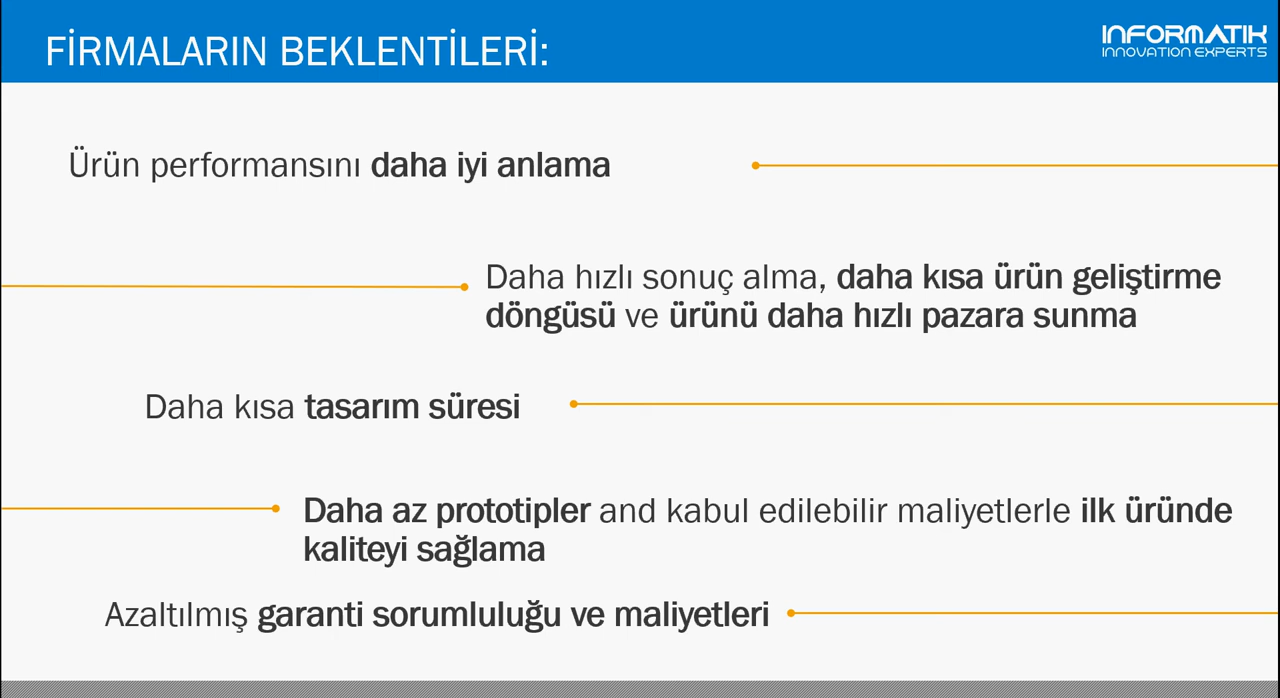 FİRMALARIN BEKLENTİLERİ:
INFORMATIK
INNOVATION EXPERTS
Ürün performansını daha iyi anlama
Daha hızlı sonuç alma, daha kısa ürün geliştirme
döngüsü ve ürünü daha hızlı pazara sunma
Daha kısa tasarım süresi
Daha az prototipler and kabul edilebilir maliyetlerle ilk üründe
kaliteyi sağlama
Azaltılmış garanti sorumluluğu ve maliyetleri